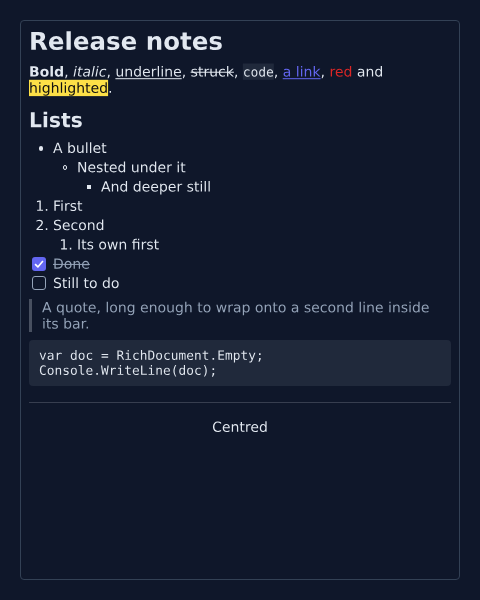 Release notes
Bold, italic, underline, struck, code, a link, red and
highlighted.
Lists
• A bullet
◦ Nested under it
▪ And deeper still
1. First
2. Second
1. Its own first
Done
Still to do
A quote, long enough to wrap onto a second line inside
its bar.
var doc = RichDocument.Empty;
Console.WriteLine(doc);
Centred